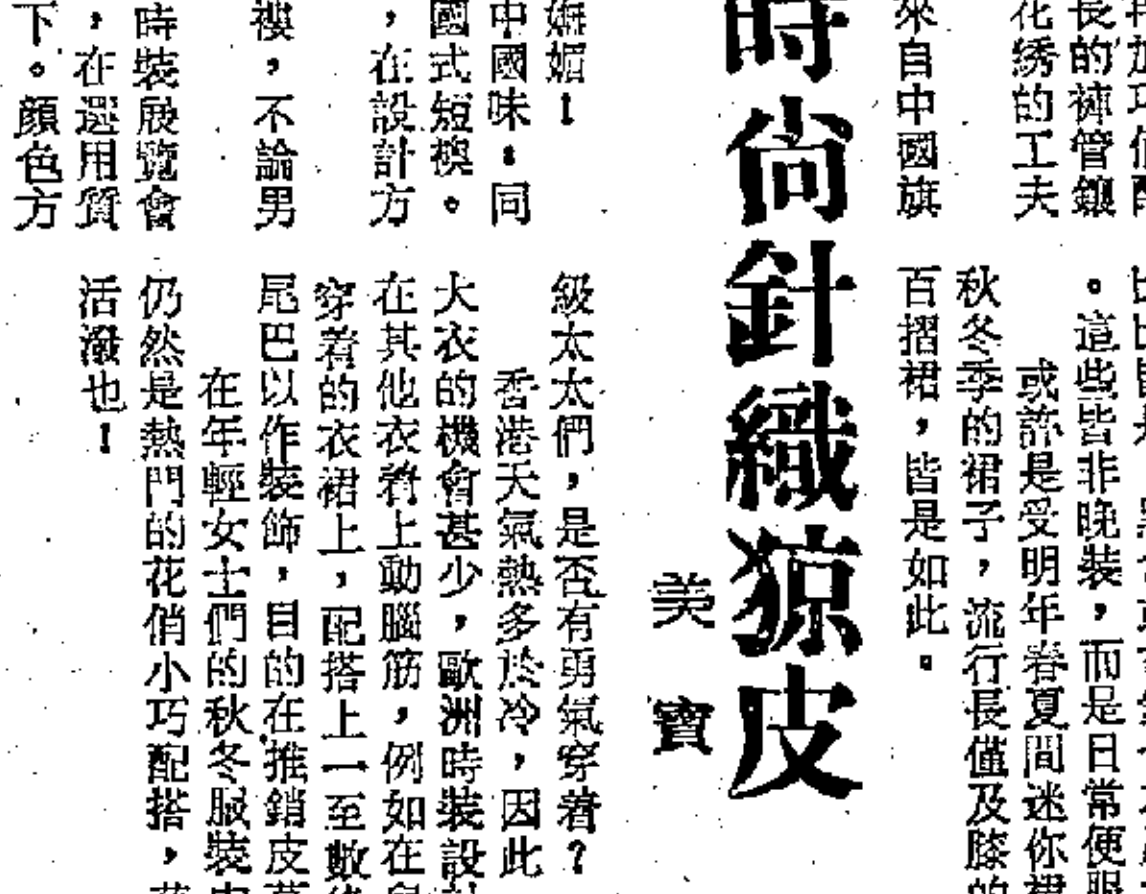 比比皆是
。這些皆非晚裝,而是日常便服
或許是受明年春夏間迷你裙
秋冬季的裙子,流行長僅及膝的
百摺裙,皆是如此。
長的褲管鑲
花綉的工夫
來自中國旗
時尚針織猄皮
美寶
嫵媚!
中國味:同
國式短襖。
,在設計方
褸,不論男
時裝展覽會
,在選用質
下。顏色方
級太太們,是否有勇氣穿着?
香港天氣熱多於冷,因此
大衣的機會甚少,歐洲時裝設計
在其他衣着上動腦筋,例如在
穿着的衣裙上,配搭上一至數條
尾巴以作裝飾,目的在推銷皮草
在年輕女士們的秋冬服裝中
仍然是熱門的花俏小巧配搭,
活潑也!